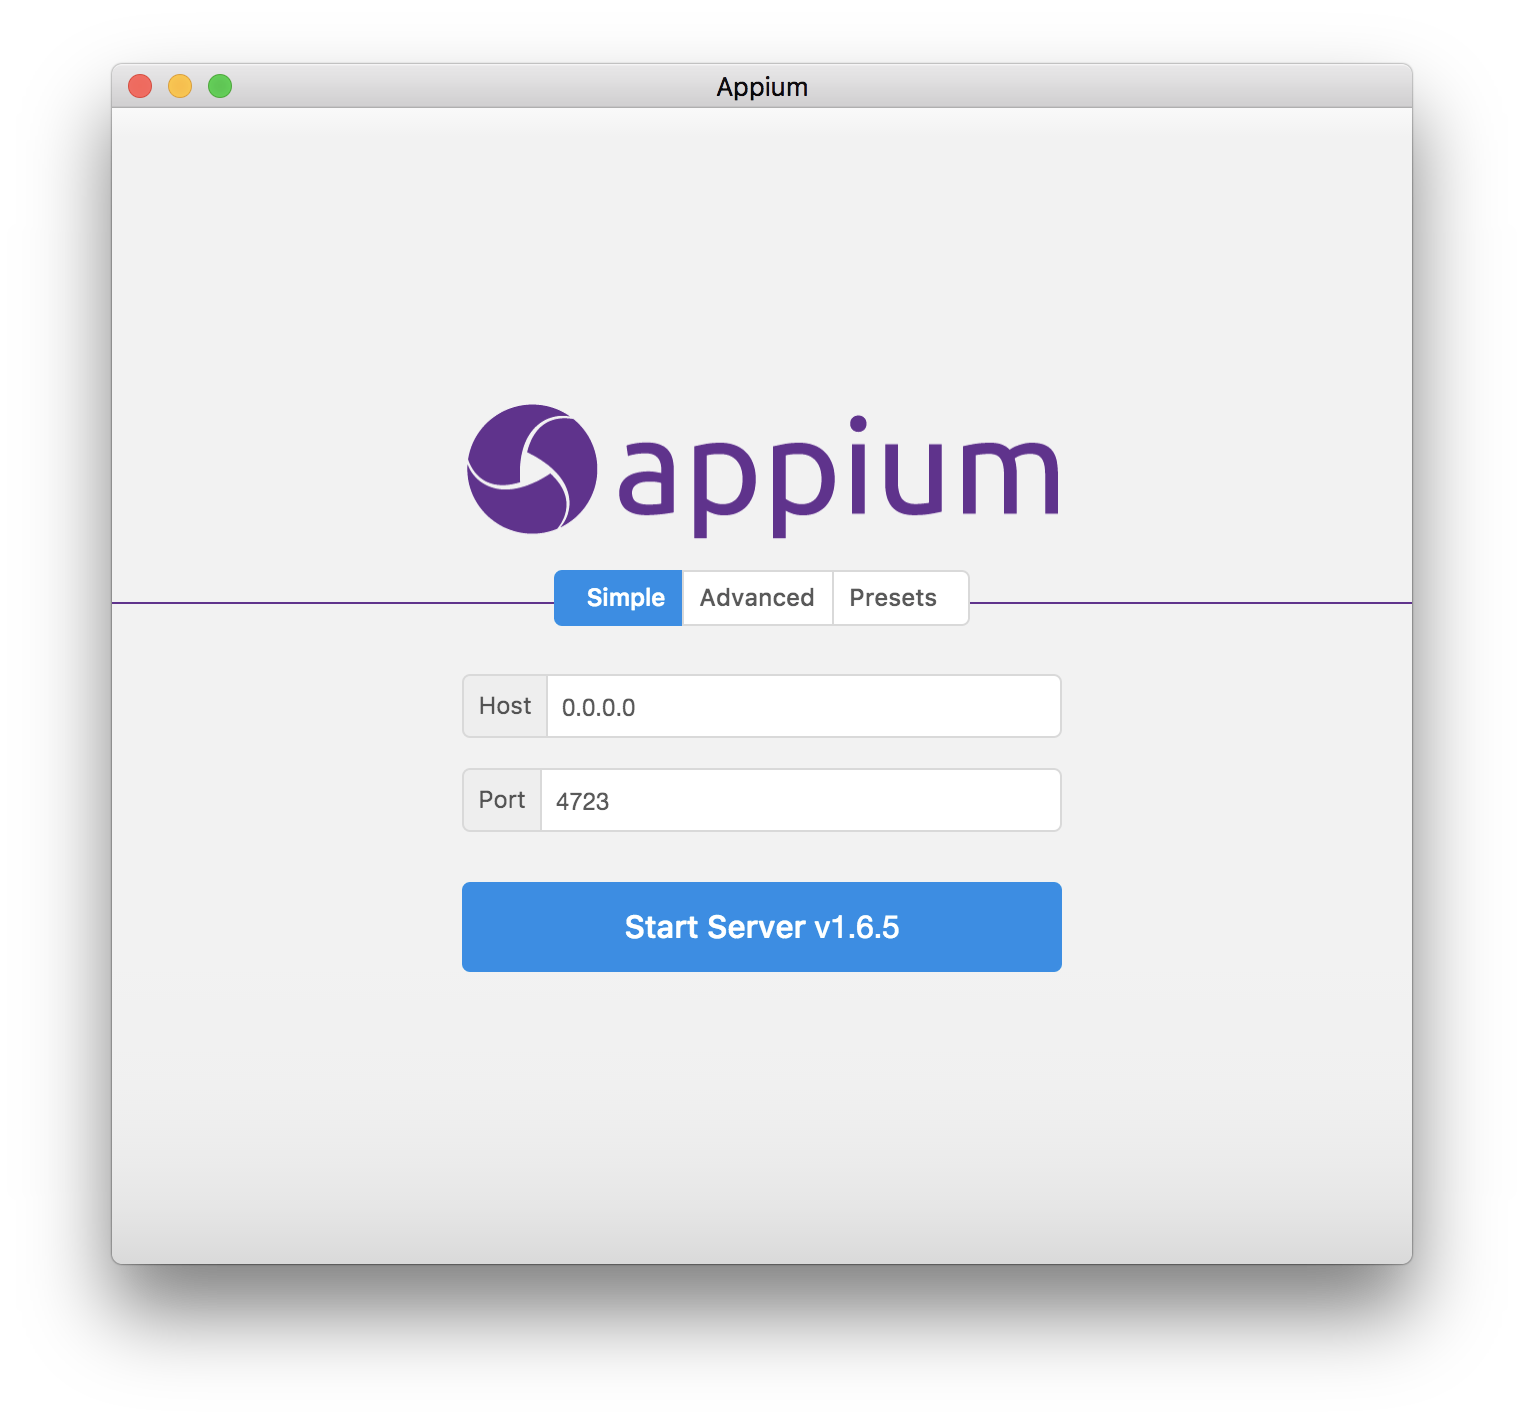 Appium
appium
Simple Advanced Presets
Host 0.0.0.0
Port 4723
Start Server v1.6.5